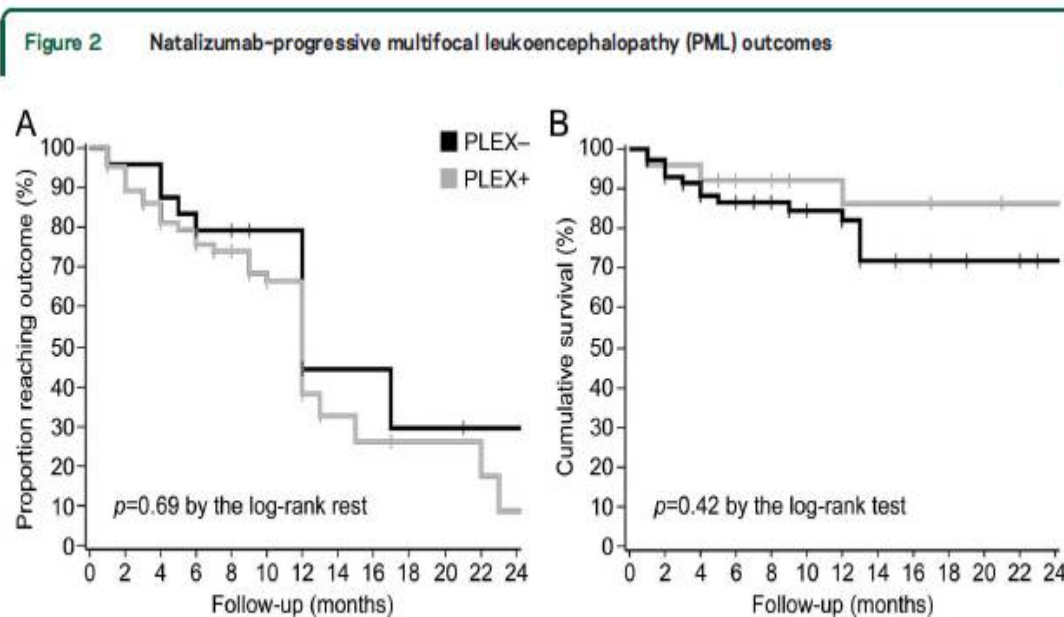 Figure 2 Natalizumab-progressive multifocal leukoencephalopathy (PML) outcomes
A
Proportion reaching outcome (%)
100
90
80
70
60
50
40
30
20
10
0
PLEX–
PLEX+
p=0.69 by the log-rank rest
0 2 4 6 8 10 12 14 16 18 20 22 24
Follow-up (months)
B
Cumulative survival (%)
100
90
80
70
60
50
40
30
20
10
0
p=0.42 by the log-rank test
0 2 4 6 8 10 12 14 16 18 20 22 24
Follow-up (months)